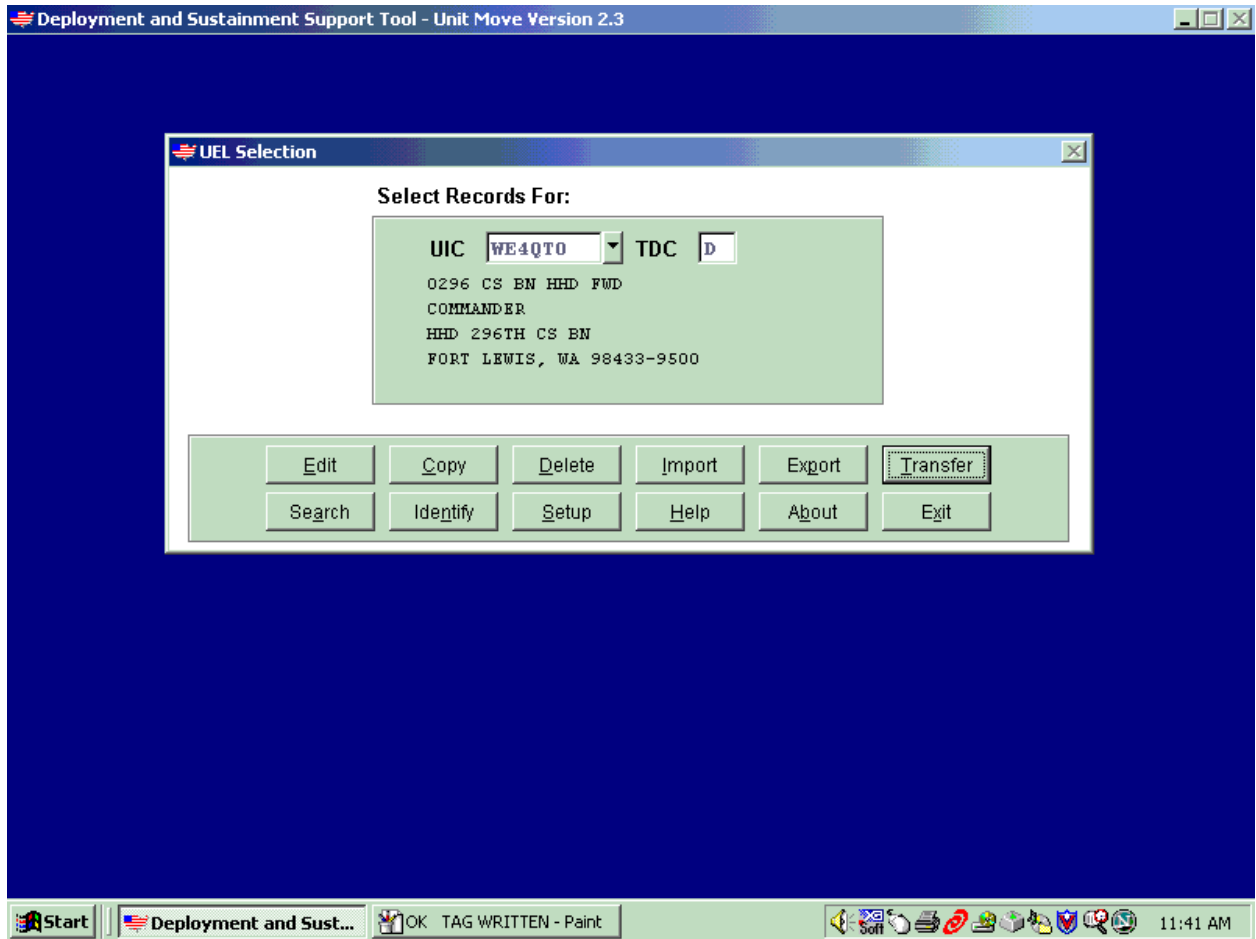 Deployment and Sustainment Support Tool - Unit Move Version 2.3
UEL Selection
Select Records For:
UIC WE4QT0 TDC D
0296 CS BN HHD FWD
COMMANDER
HHD 296TH CS BN
FORT LEWIS, WA 98433-9500
Edit Copy Delete Import Export Transfer
Search Identify Setup Help About Exit
Start Deployment and Sust... OK TAG WRITTEN - Paint 11:41 AM